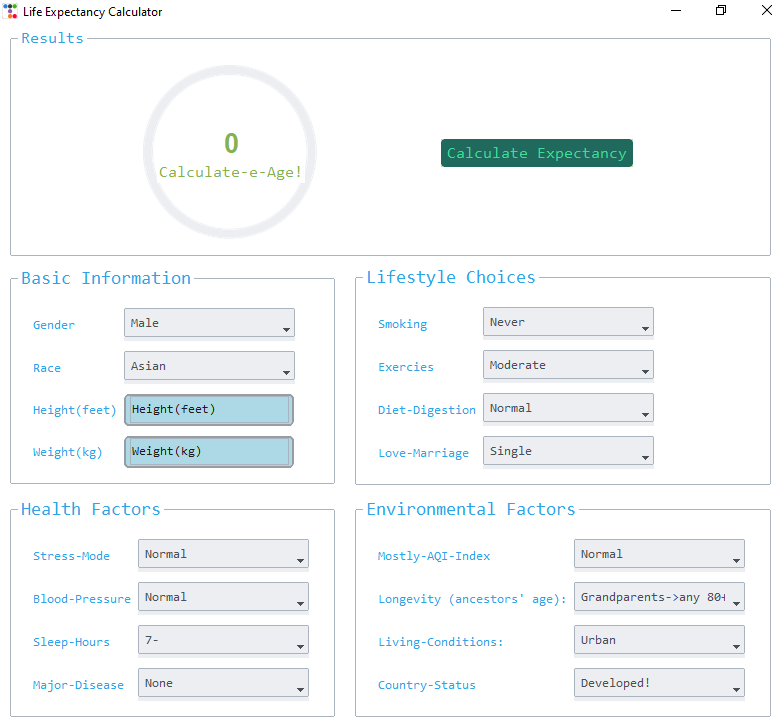 Life Expectancy Calculator
Results
0
Calculate-e-Age!
Calculate Expectancy
Basic Information
Gender Male
Race Asian
Height(feet) Height(feet)
Weight(kg) Weight(kg)
Lifestyle Choices
Smoking Never
Exercies Moderate
Diet-Digestion Normal
Love-Marriage Single
Health Factors
Stress-Mode Normal
Blood-Pressure Normal
Sleep-Hours 7-
Major-Disease None
Environmental Factors
Mostly-AQI-Index Normal
Longevity (ancestors' age): Grandparents->any 80+
Living-Conditions: Urban
Country-Status Developed!